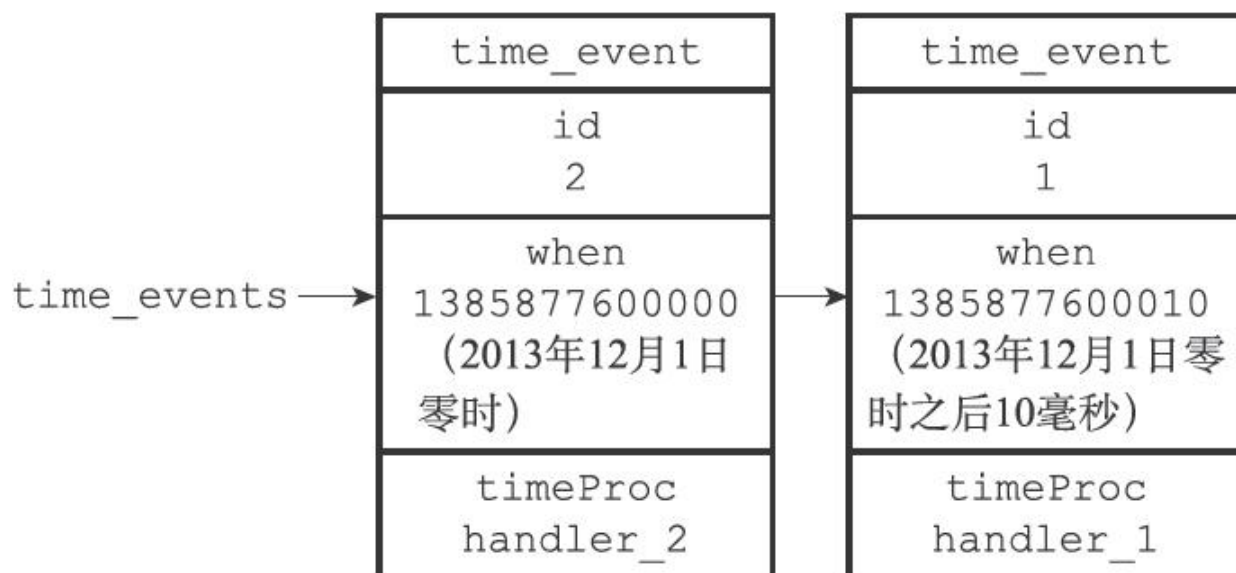 time_events
time_event
id
2
when
1385877600000
（2013年12月1日
零时）
timeProc
handler_2
time_event
id
1
when
1385877600010
（2013年12月1日零
时之后10毫秒）
timeProc
handler_1